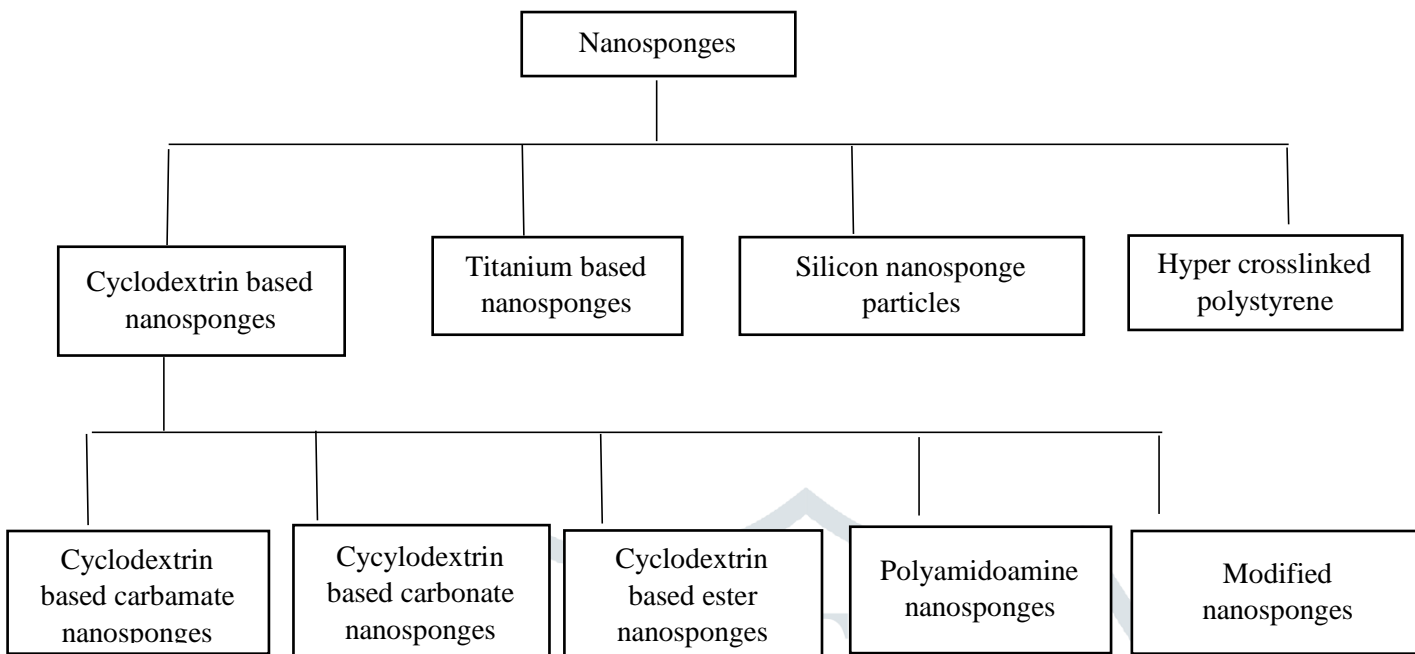 Nanosponges
Cyclodextrin based
nanosponges
Titanium based
nanosponges
Silicon nanosponge
particles
Hyper crosslinked
polystyrene
Cyclodextrin
based carbamate
nanosponges
Cycylodextrin
based carbonate
nanosponges
Cyclodextrin
based ester
nanosponges
Polyamidoamine
nanosponges
Modified
nanosponges